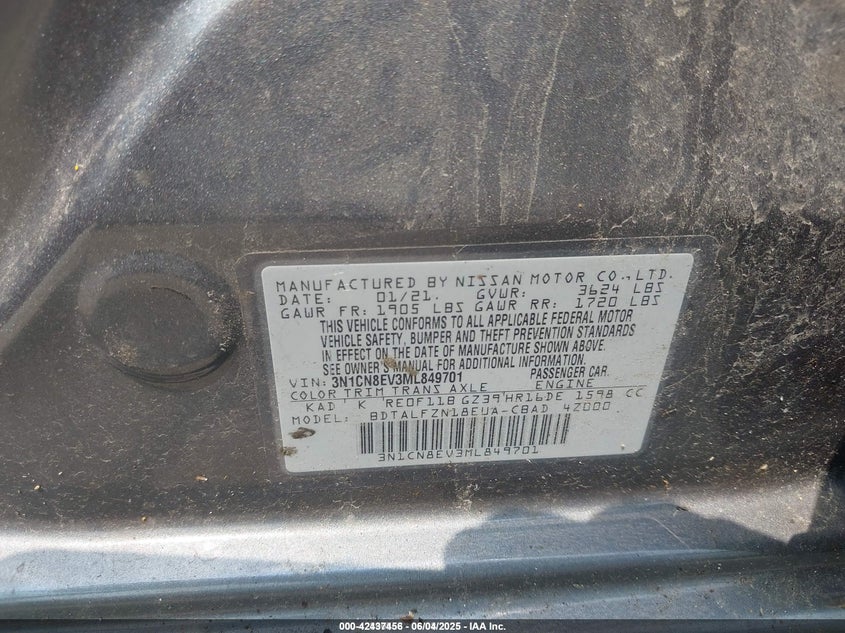 MANUFACTURED BY NISSAN MOTOR CO., LTD.
DATE: 01/21. GVWR: 3624 LBS
GAWR FR: 1905 LBS GAWR RR: 1720 LBS
THIS VEHICLE CONFORMS TO ALL APPLICABLE FEDERAL MOTOR
VEHICLE SAFETY, BUMPER AND THEFT PREVENTION STANDARDS
IN EFFECT ON THE DATE OF MANUFACTURE SHOWN ABOVE.
SEE OWNER'S MANUAL FOR ADDITIONAL INFORMATION.
VIN: 3N1CN8EV3ML849701 PASSENGER CAR.
COLOR TRIM TRANS AXLE ENGINE
KAD K RE0F11B GZ39 HR16DE 1598 CC
MODEL: BDTALFZN18EUA-CBAD 4Z000
3N1CN8EV3ML849701
000-42437456 - 06/04/2025 - IAA Inc.